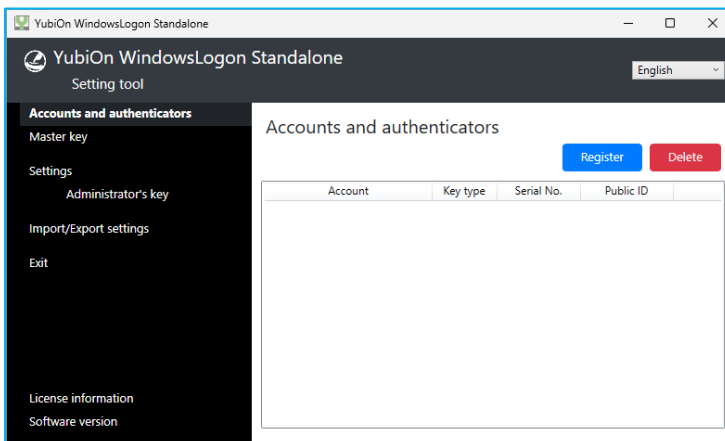 YubiOn WindowsLogon Standalone
YubiOn WindowsLogon Standalone
Setting tool
English
Accounts and authenticators
Master key
Settings
Administrator's key
Import/Export settings
Exit
License information
Software version
Accounts and authenticators
Register Delete
Account Key type Serial No. Public ID